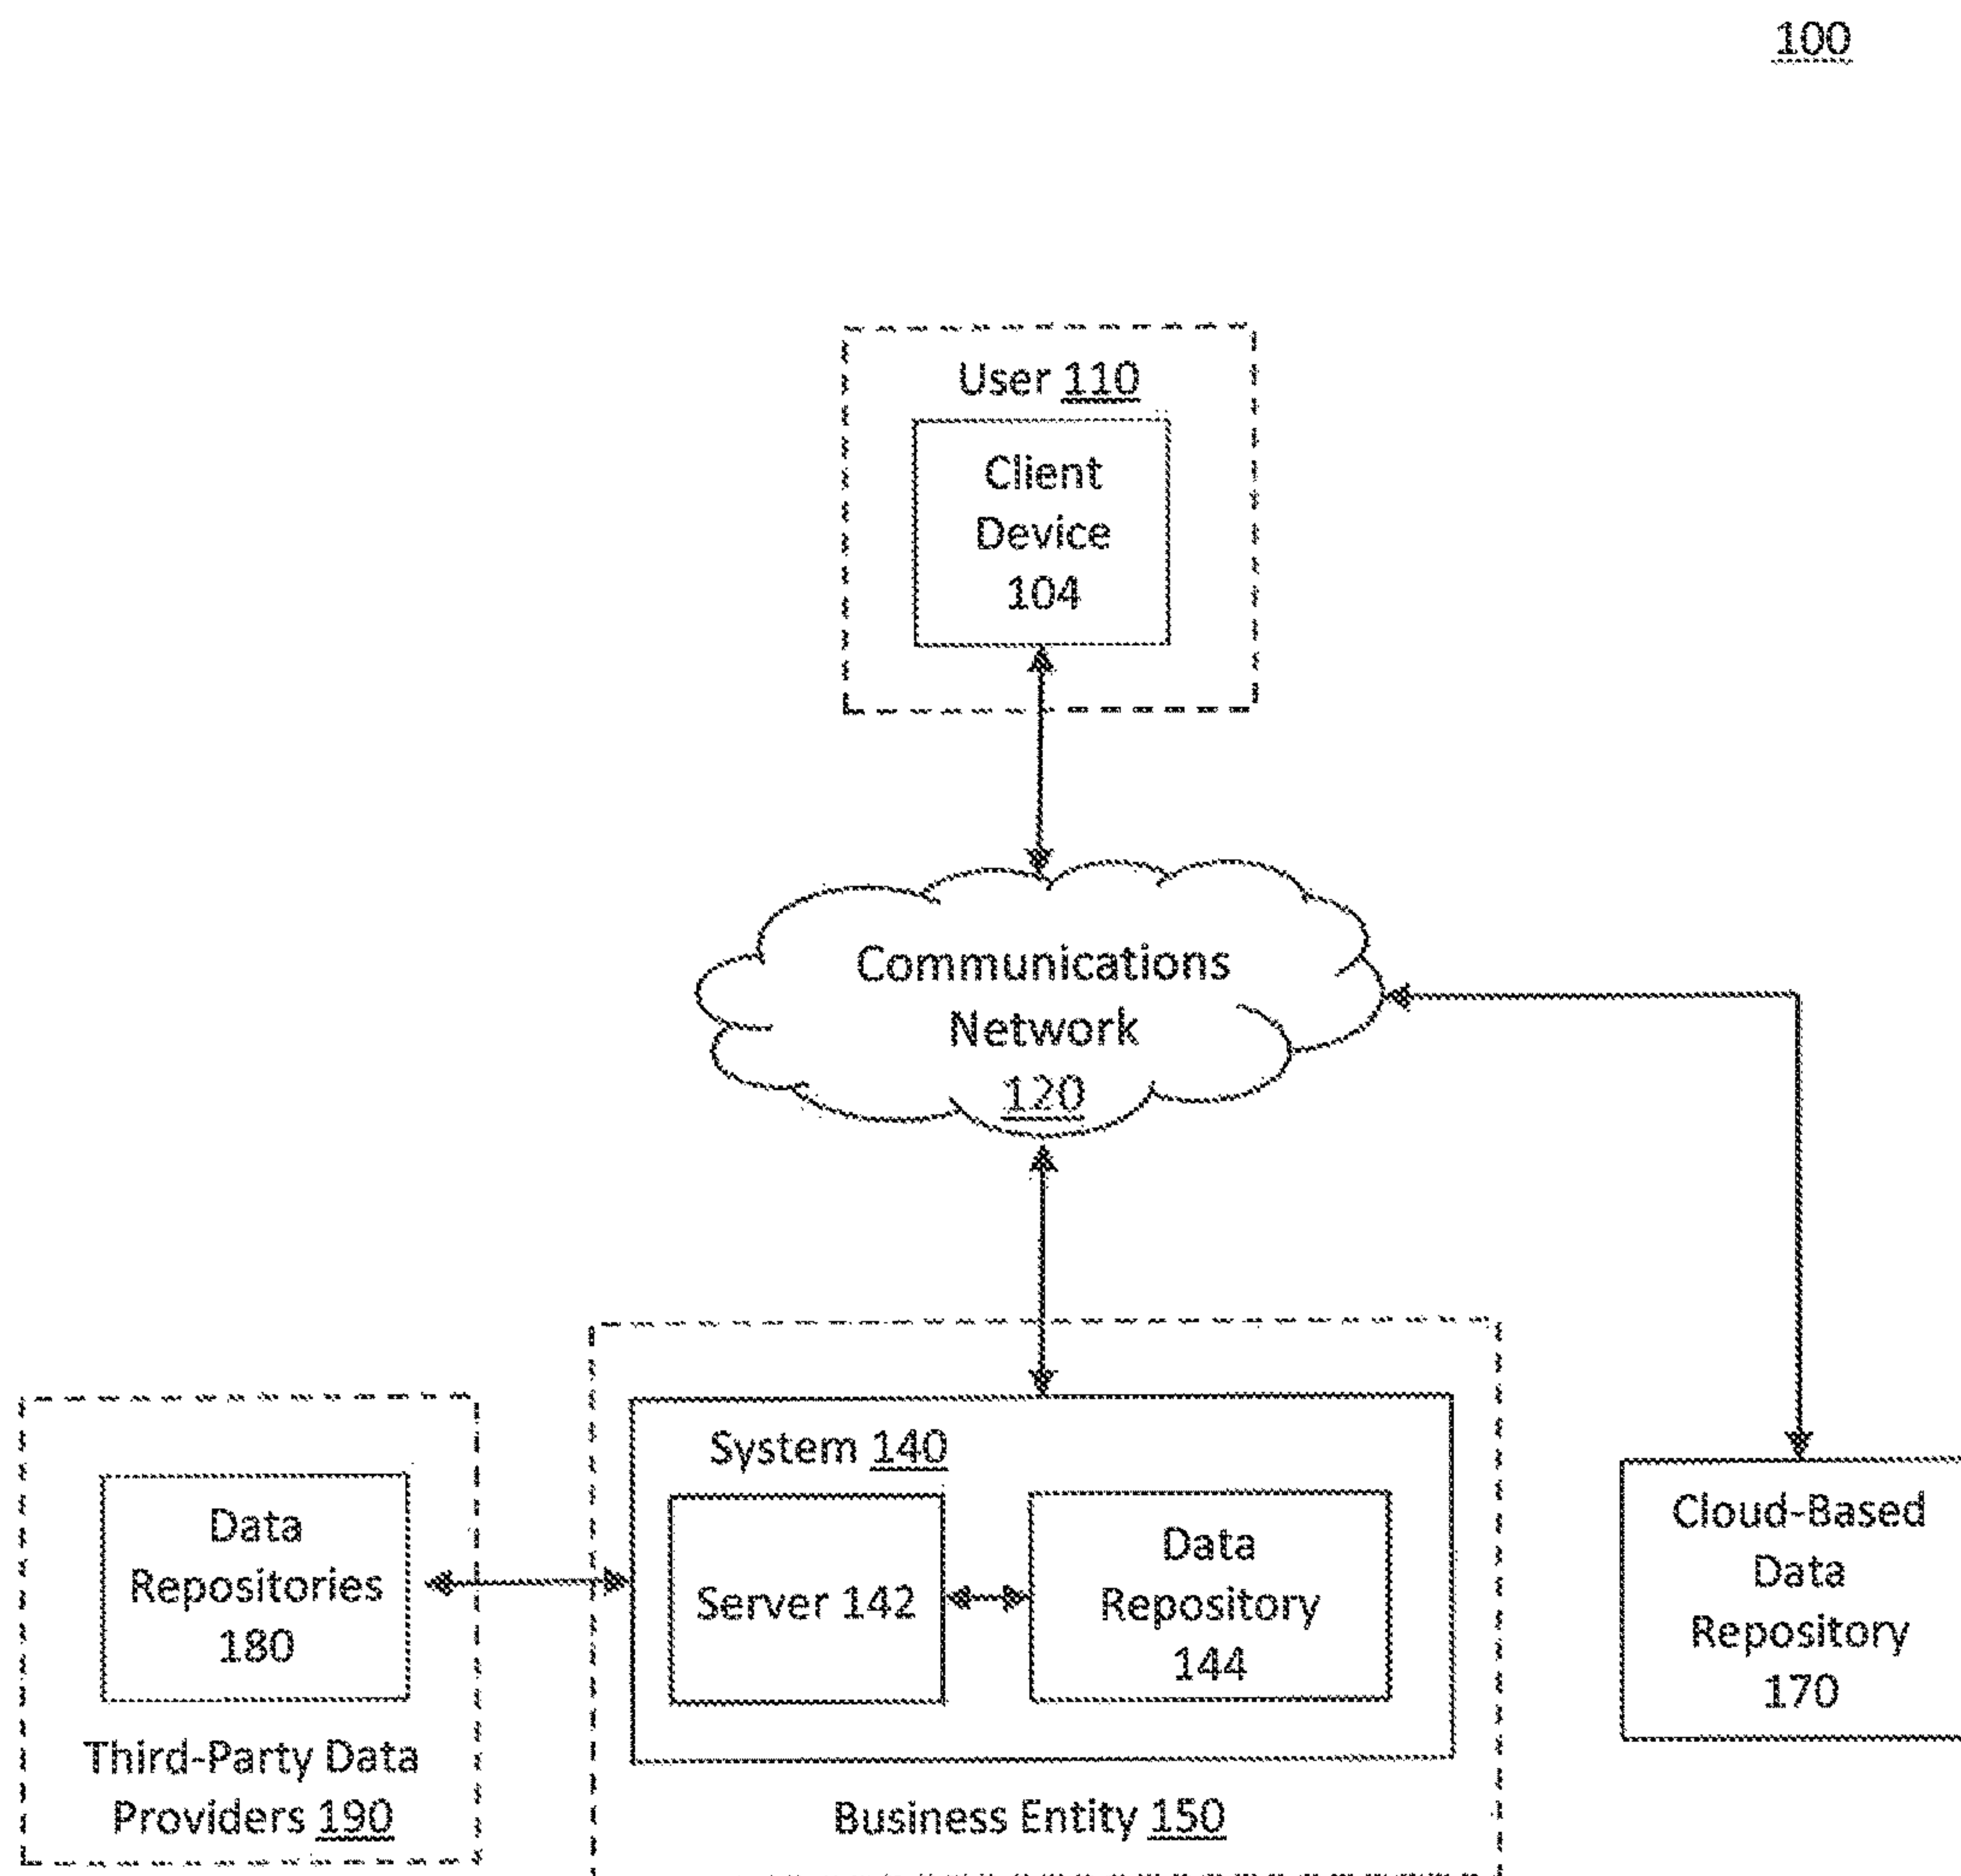 100
User 110
Client
Device
104
Communications
Network
120
System 140
Server 142
Data
Repository
144
Business Entity 150
Data
Repositories
180
Third-Party Data
Providers 190
Cloud-Based
Data
Repository
170